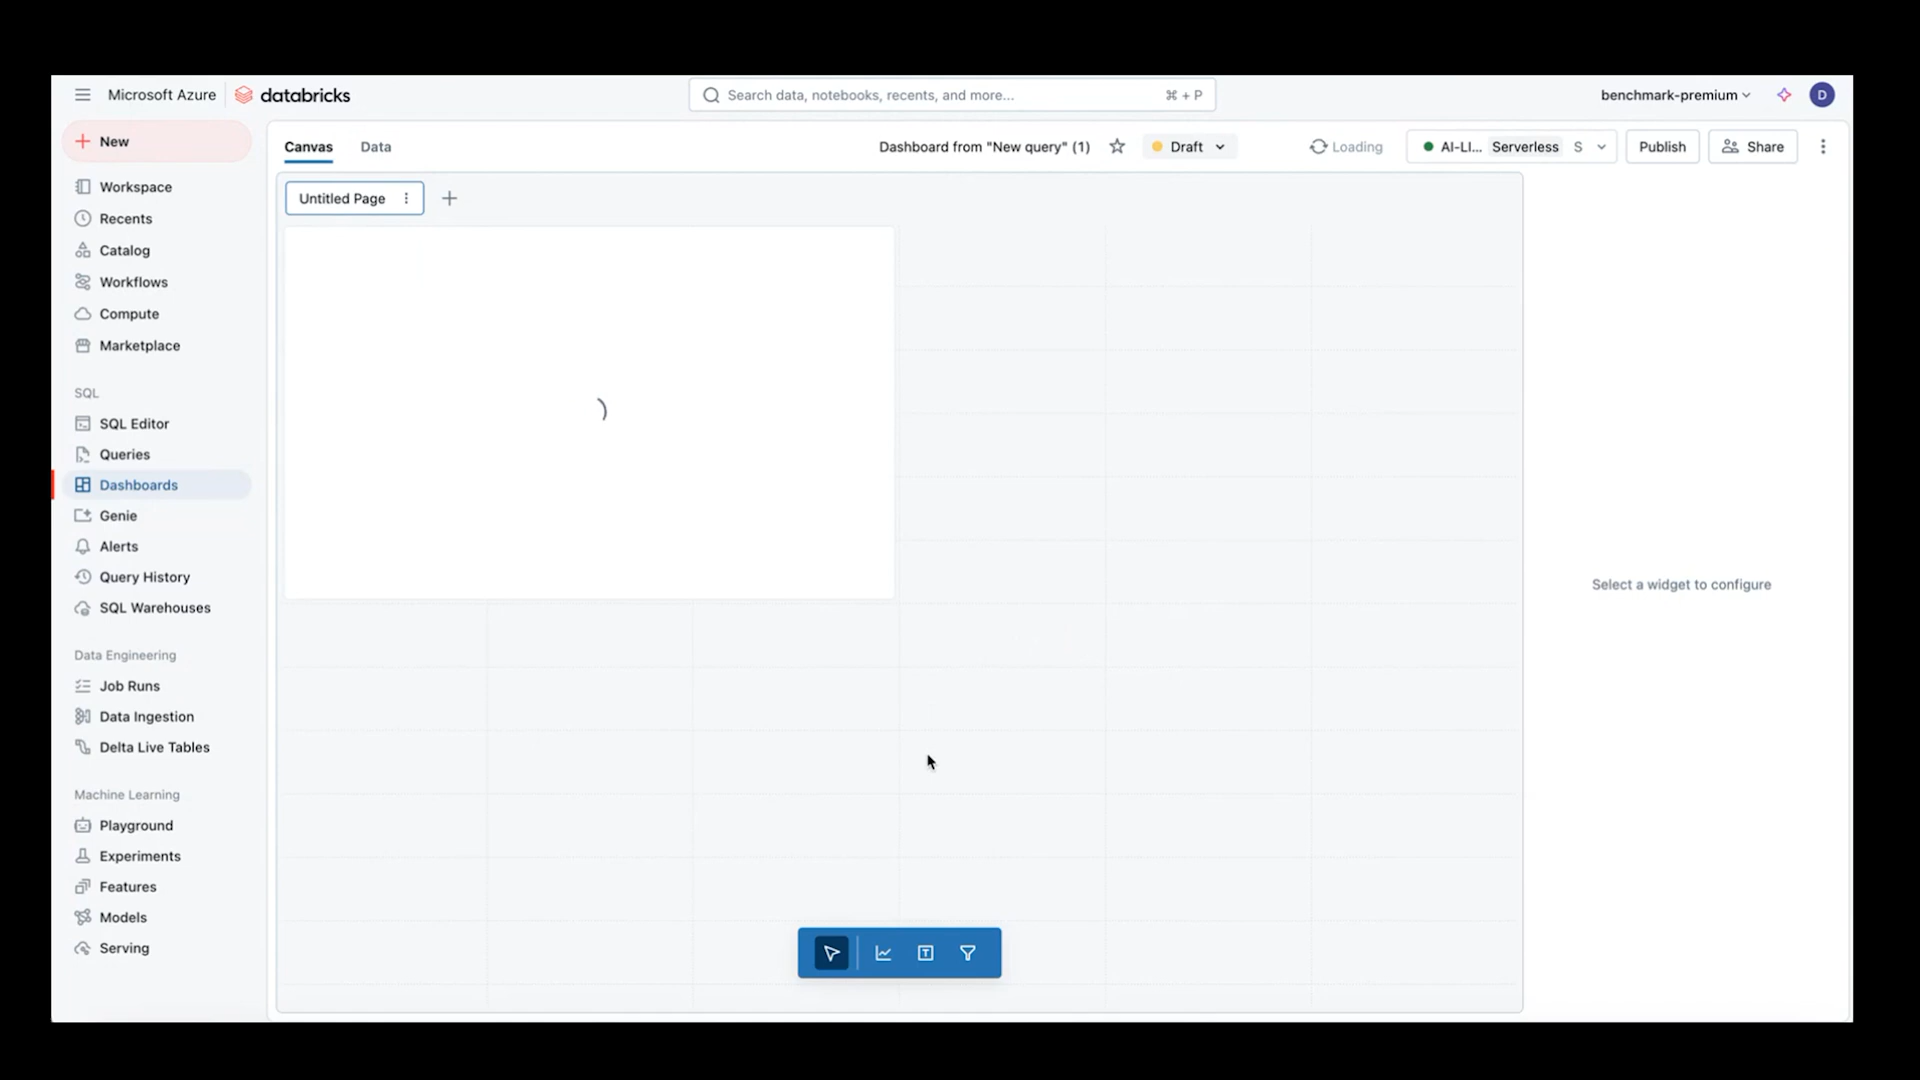 Microsoft Azure databricks Search data, notebooks, recents, and more... ⌘ + P benchmark-premium D
New
Canvas Data Dashboard from "New query" (1) Draft Loading AI-LI... Serverless S Publish Share
Untitled Page
Workspace
Recents
Catalog
Workflows
Compute
Marketplace
SQL
SQL Editor
Queries
Dashboards
Genie
Alerts
Query History
SQL Warehouses
Data Engineering
Job Runs
Data Ingestion
Delta Live Tables
Machine Learning
Playground
Experiments
Features
Models
Serving
Select a widget to configure